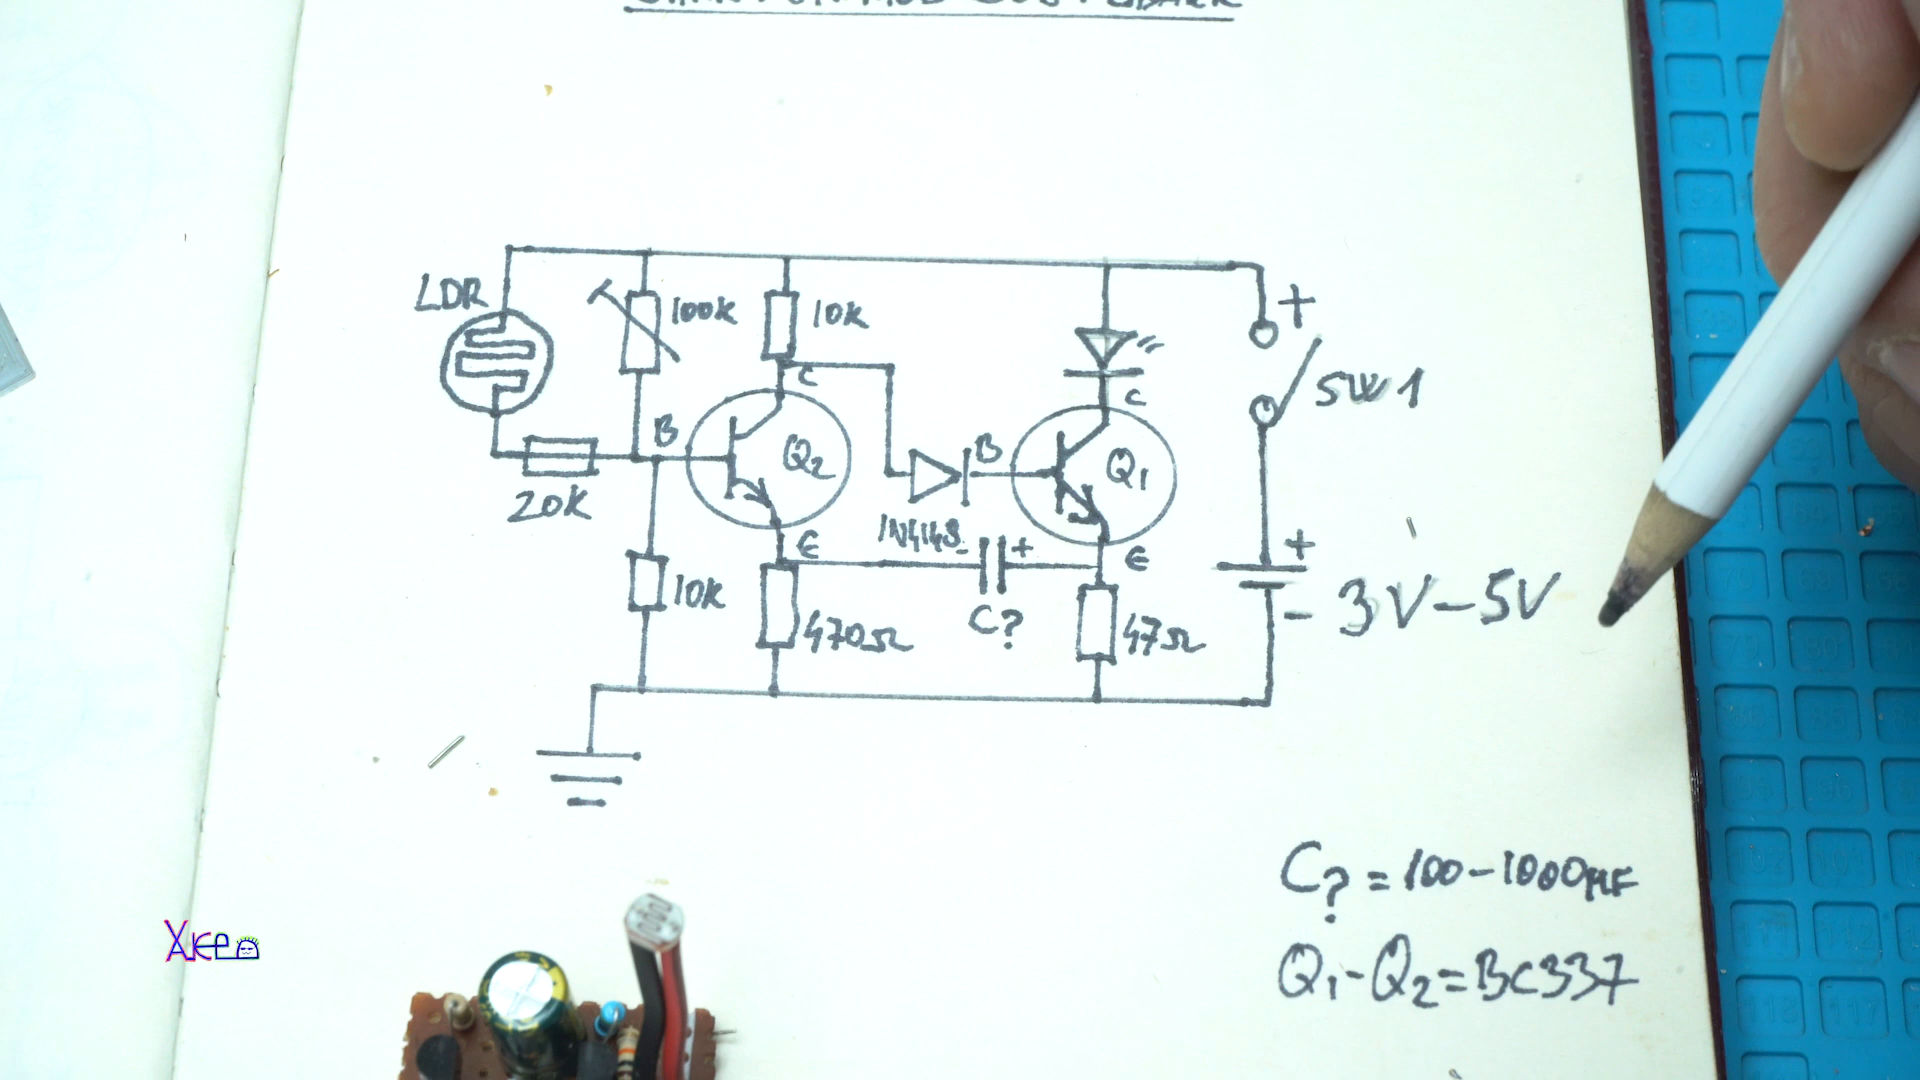 LDR
100K
10K
+
C
C
SW1
B
Q2
B
Q1
20K
1N4148
E
+
E
+
10K
470Ω
C?
47Ω
- 3V-5V
C? = 100-1000μF
Q1-Q2=BC337